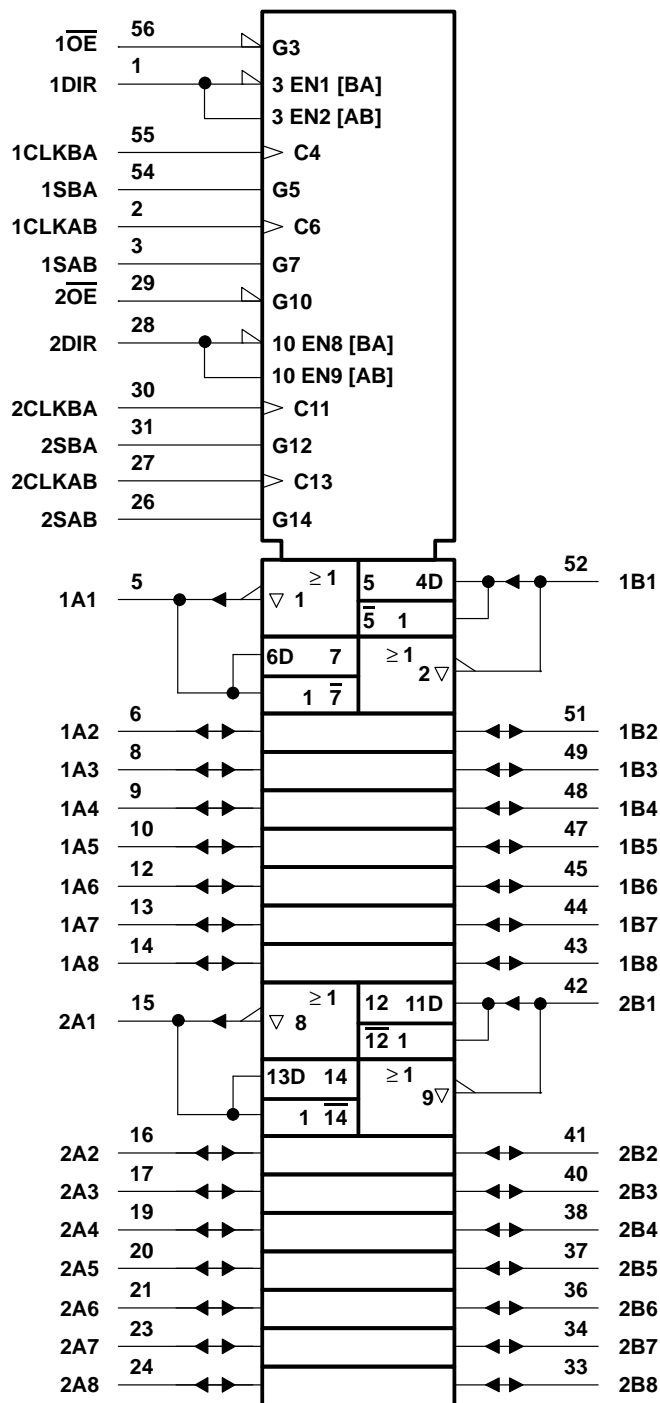 1O̅E̅ 56 G3
1DIR 1 3 EN1 [BA]
3 EN2 [AB]
1CLKBA 55 C4
1SBA 54 G5
1CLKAB 2 C6
1SAB 3 G7
2O̅E̅ 29 G10
2DIR 28 10 EN8 [BA]
10 EN9 [AB]
2CLKBA 30 C11
2SBA 31 G12
2CLKAB 27 C13
2SAB 26 G14
1A1 5 ≥ 1 ▽ 1 5 4D 52 1B1
5̅ 1
6D 7 ≥ 1 2 ▽
1 7̅
1A2 6 51 1B2
1A3 8 49 1B3
1A4 9 48 1B4
1A5 10 47 1B5
1A6 12 45 1B6
1A7 13 44 1B7
1A8 14 43 1B8
2A1 15 ≥ 1 ▽ 8 12 11D 42 2B1
1̅2̅ 1
13D 14 ≥ 1 9 ▽
1 1̅4̅
2A2 16 41 2B2
2A3 17 40 2B3
2A4 19 38 2B4
2A5 20 37 2B5
2A6 21 36 2B6
2A7 23 34 2B7
2A8 24 33 2B8